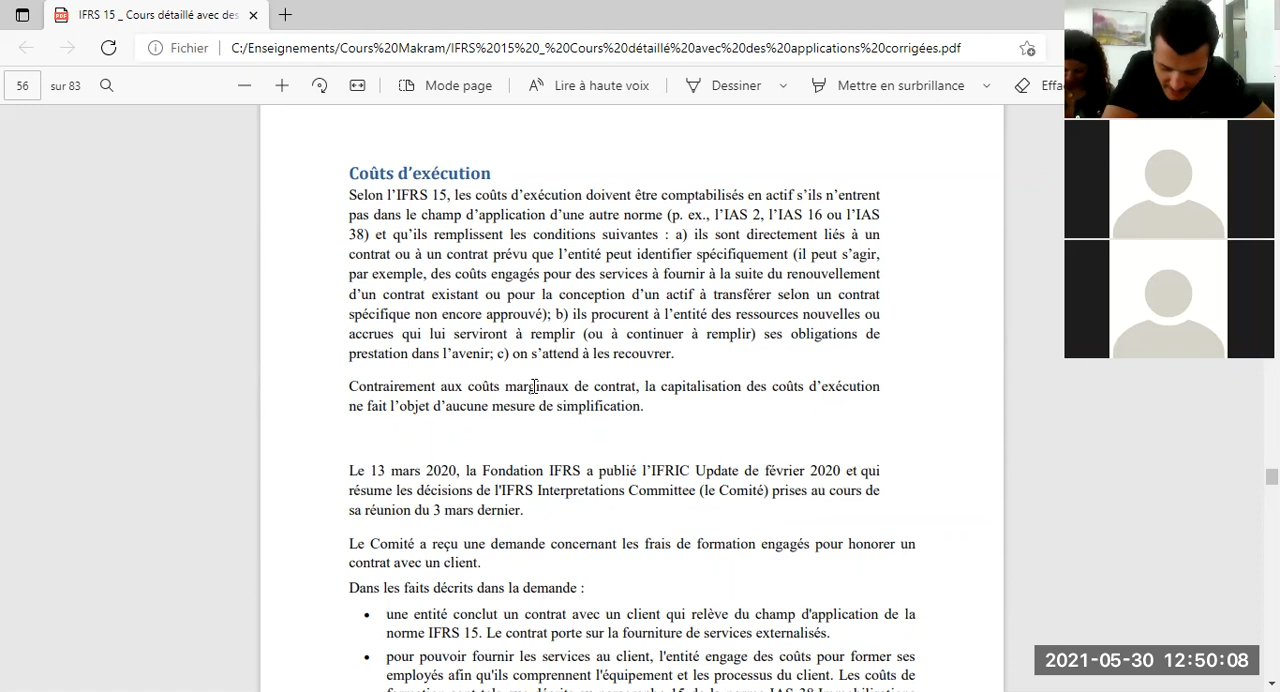 IFRS 15 _ Cours détaillé avec des
Fichier
C:/Enseignements/Cours%20Makram/IFRS%2015%20_%20Cours%20détaillé%20avec%20des%20applications%20corrigées.pdf
56 sur 83
Mode page
Lire à haute voix
Dessiner
Mettre en surbrillance
Coûts d'exécution
Selon l'IFRS 15, les coûts d'exécution doivent être comptabilisés en actif s'ils n'entrent
pas dans le champ d'application d'une autre norme (p. ex., l'IAS 2, l'IAS 16 ou l'IAS
38) et qu'ils remplissent les conditions suivantes : a) ils sont directement liés à un
contrat ou à un contrat prévu que l'entité peut identifier spécifiquement (il peut s'agir,
par exemple, des coûts engagés pour des services à fournir à la suite du renouvellement
d'un contrat existant ou pour la conception d'un actif à transférer selon un contrat
spécifique non encore approuvé); b) ils procurent à l'entité des ressources nouvelles ou
accrues qui lui serviront à remplir (ou à continuer à remplir) ses obligations de
prestation dans l'avenir; c) on s'attend à les recouvrer.
Contrairement aux coûts marginaux de contrat, la capitalisation des coûts d'exécution
ne fait l'objet d'aucune mesure de simplification.
Le 13 mars 2020, la Fondation IFRS a publié l'IFRIC Update de février 2020 et qui
résume les décisions de l'IFRS Interpretations Committee (le Comité) prises au cours de
sa réunion du 3 mars dernier.
Le Comité a reçu une demande concernant les frais de formation engagés pour honorer un
contrat avec un client.
Dans les faits décrits dans la demande :
• une entité conclut un contrat avec un client qui relève du champ d'application de la
norme IFRS 15. Le contrat porte sur la fourniture de services externalisés.
• pour pouvoir fournir les services au client, l'entité engage des coûts pour former ses
employés afin qu'ils comprennent l'équipement et les processus du client. Les coûts de
2021-05-30 12:50:08